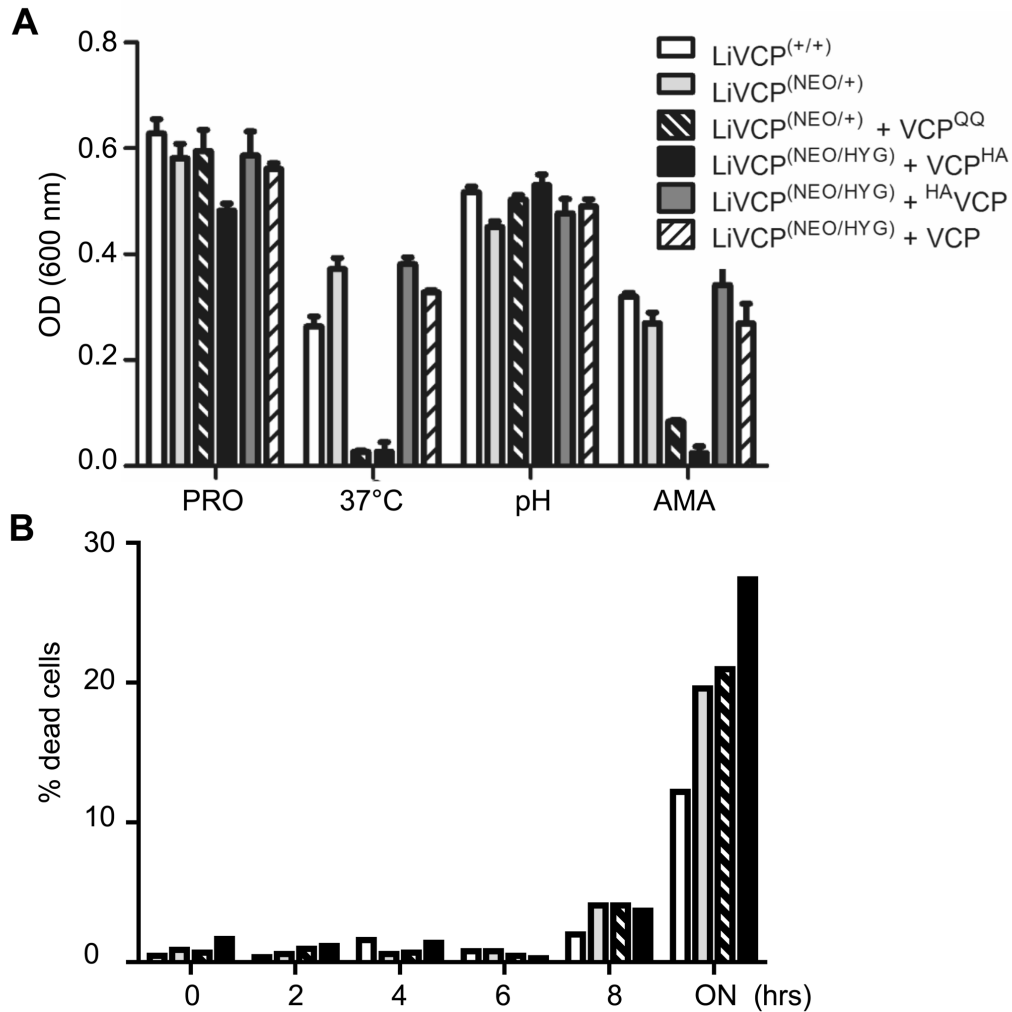 A
0.8
0.6
0.4
0.2
0.0
OD (600 nm)
PRO 37°C pH AMA
LiVCP(+/+)
LiVCP(NEO/+)
LiVCP(NEO/+) + VCPQQ
LiVCP(NEO/HYG) + VCPHA
LiVCP(NEO/HYG) + HAVCP
LiVCP(NEO/HYG) + VCP
B
30
20
10
0
% dead cells
0 2 4 6 8 ON (hrs)